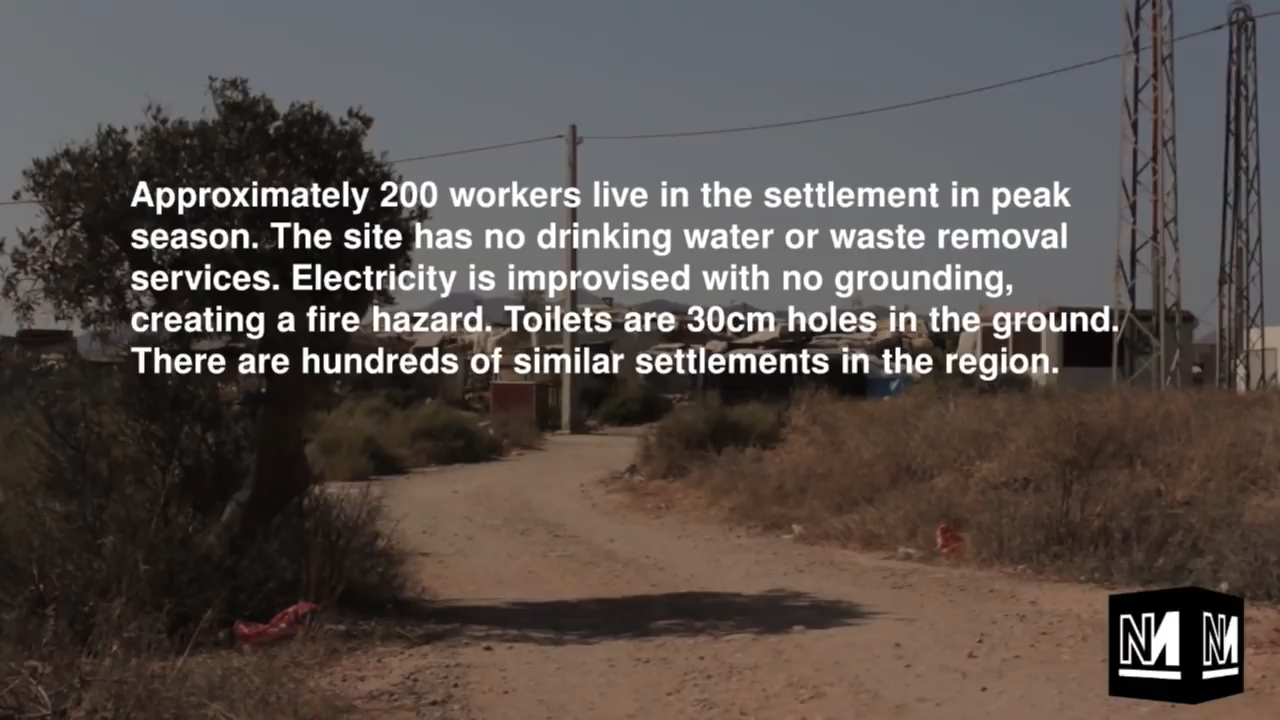 Approximately 200 workers live in the settlement in peak
season. The site has no drinking water or waste removal
services. Electricity is improvised with no grounding,
creating a fire hazard. Toilets are 30cm holes in the ground.
There are hundreds of similar settlements in the region.
NM NM